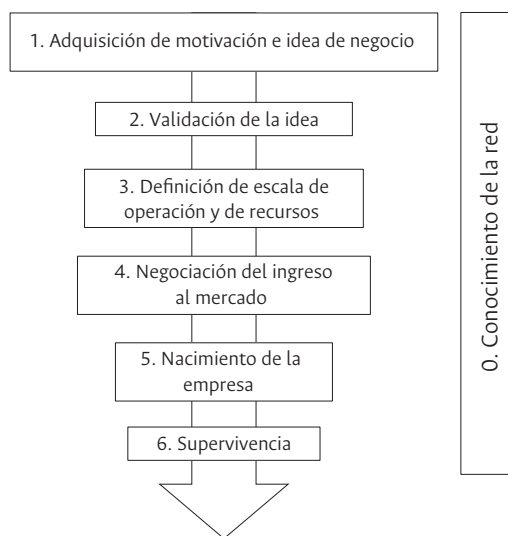 1. Adquisición de motivación e idea de negocio
2. Validación de la idea
3. Definición de escala de
operación y de recursos
4. Negociación del ingreso
al mercado
5. Nacimiento de la
empresa
6. Supervivencia
0. Conocimiento de la red